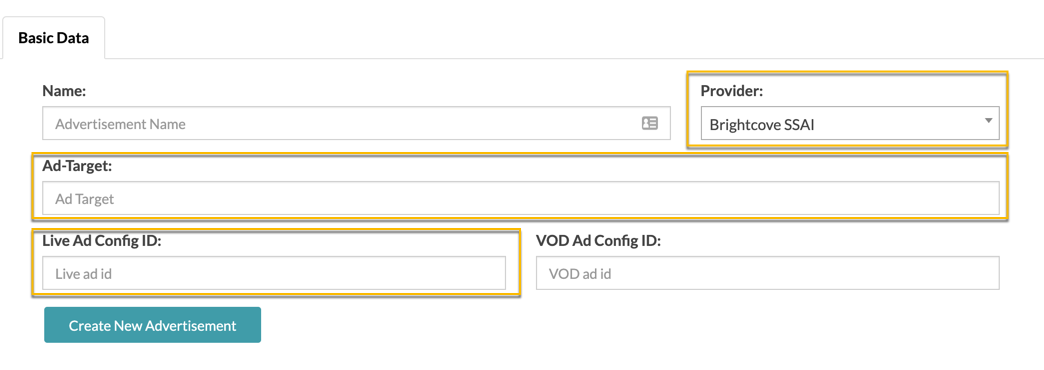 Basic Data
Name:
Provider:
Advertisement Name
Brightcove SSAI
Ad-Target:
Ad Target
Live Ad Config ID:
VOD Ad Config ID:
Live ad id
VOD ad id
Create New Advertisement